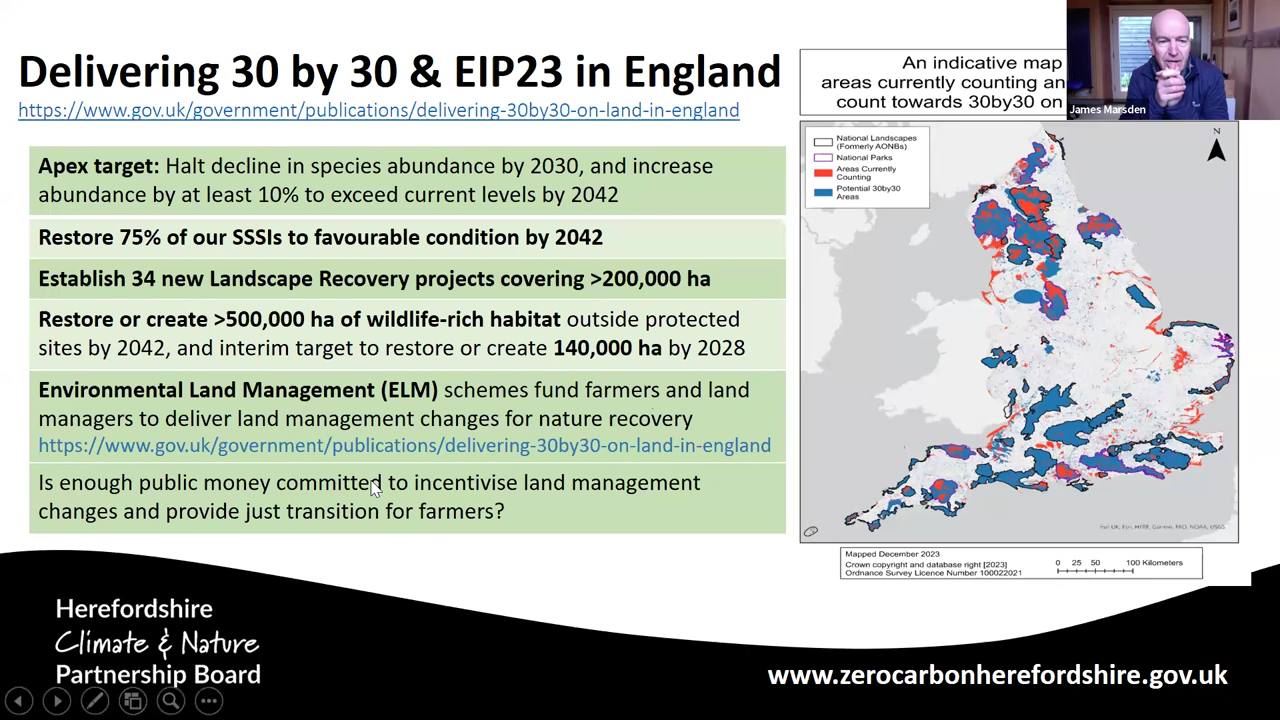 Delivering 30 by 30 & EIP23 in England
https://www.gov.uk/government/publications/delivering-30by30-on-land-in-england
Apex target: Halt decline in species abundance by 2030, and increase
abundance by at least 10% to exceed current levels by 2042
Restore 75% of our SSSIs to favourable condition by 2042
Establish 34 new Landscape Recovery projects covering >200,000 ha
Restore or create >500,000 ha of wildlife-rich habitat outside protected
sites by 2042, and interim target to restore or create 140,000 ha by 2028
Environmental Land Management (ELM) schemes fund farmers and land
managers to deliver land management changes for nature recovery
https://www.gov.uk/government/publications/delivering-30by30-on-land-in-england
Is enough public money committed to incentivise land management
changes and provide just transition for farmers?
An indicative map
areas currently counting an
count towards 30by30 on
James Marsden
National Landscapes
(Formerly AONBs)
National Parks
Areas Currently
Counting
Potential 30by30
Areas
N
Esri UK, Esri, HERE, Garmin, FAO, NOAA, USGS
Mapped December 2023
Crown copyright and database right [2023]
Ordnance Survey Licence Number 100022021
0 25 50 100 Kilometers
Herefordshire
Climate & Nature
Partnership Board
www.zerocarbonherefordshire.gov.uk